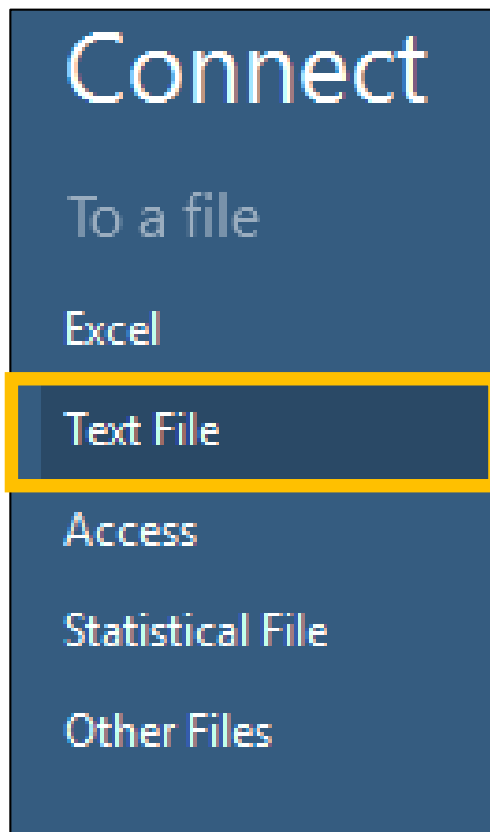 Connect
To a file
Excel
Text File
Access
Statistical File
Other Files